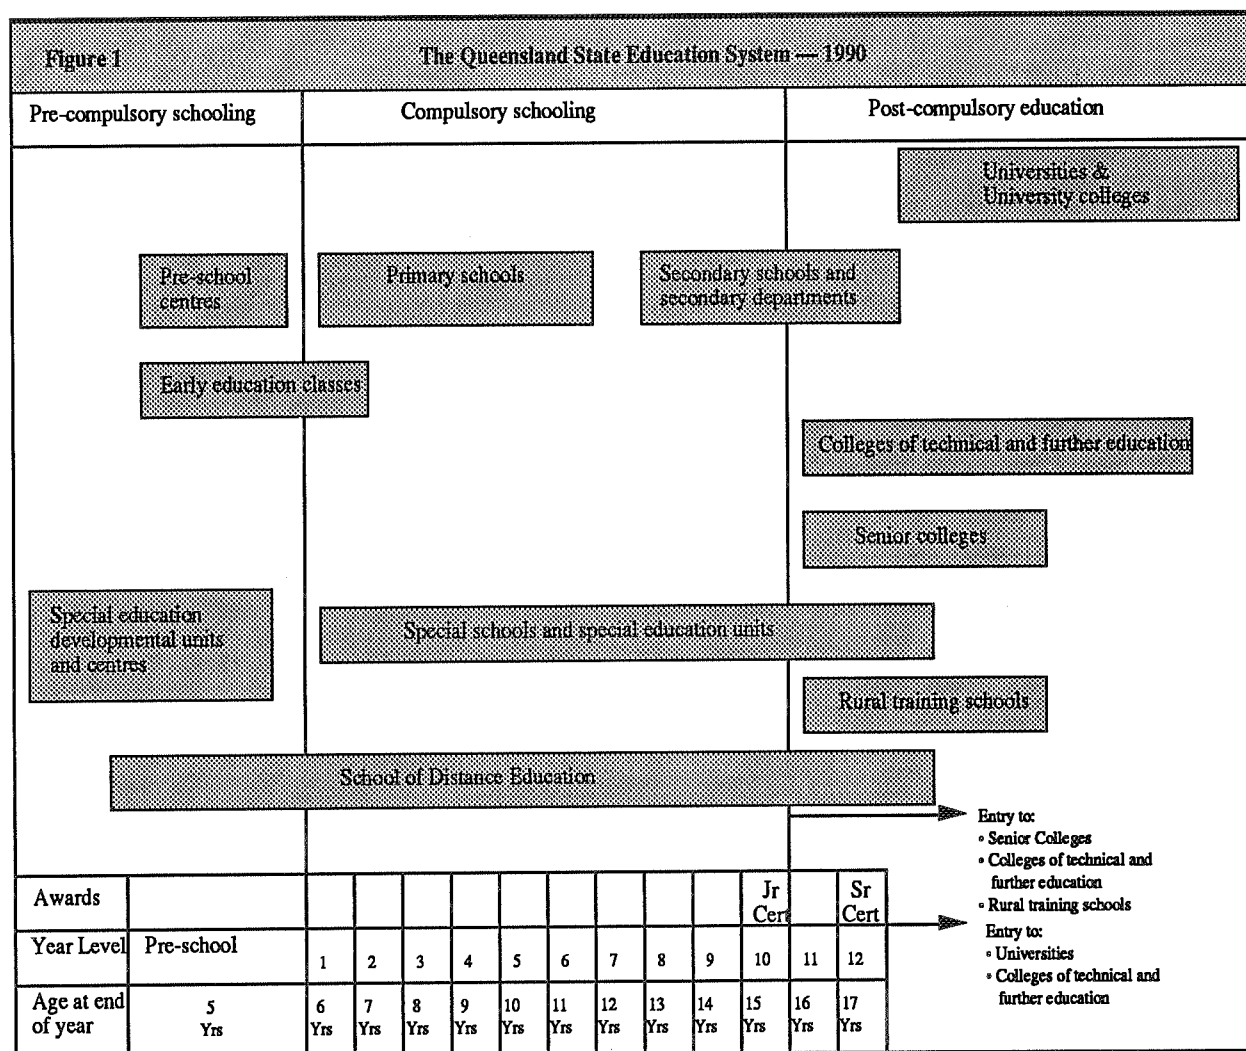 Figure 1
The Queensland State Education System — 1990
Pre-compulsory schooling
Compulsory schooling
Post-compulsory education
Universities &
University colleges
Pre-school
centres
Primary schools
Secondary schools and
secondary departments
Early education classes
Colleges of technical and further education
Senior colleges
Special education
developmental units
and centres
Special schools and special education units
Rural training schools
School of Distance Education
Entry to:
• Senior Colleges
• Colleges of technical and
further education
• Rural training schools
Awards
Jr
Cert
Sr
Cert
Entry to:
• Universities
• Colleges of technical and
further education
Year Level Pre-school 1 2 3 4 5 6 7 8 9 10 11 12
Age at end
of year
5 6 7 8 9 10 11 12 13 14 15 16 17
Yrs Yrs Yrs Yrs Yrs Yrs Yrs Yrs Yrs Yrs Yrs Yrs Yrs